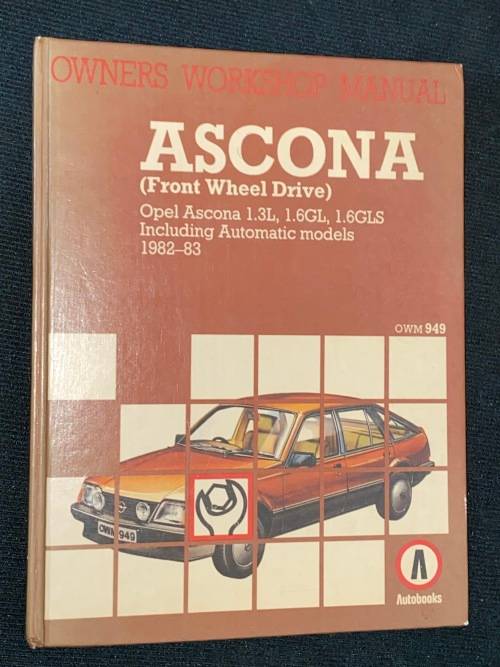 OWNERS WORKSHOP MANUAL
ASCONA
(Front Wheel Drive)
Opel Ascona 1.3L, 1.6GL, 1.6GLS
Including Automatic models
1982–83
OWM 949
OWM 949
Autobooks